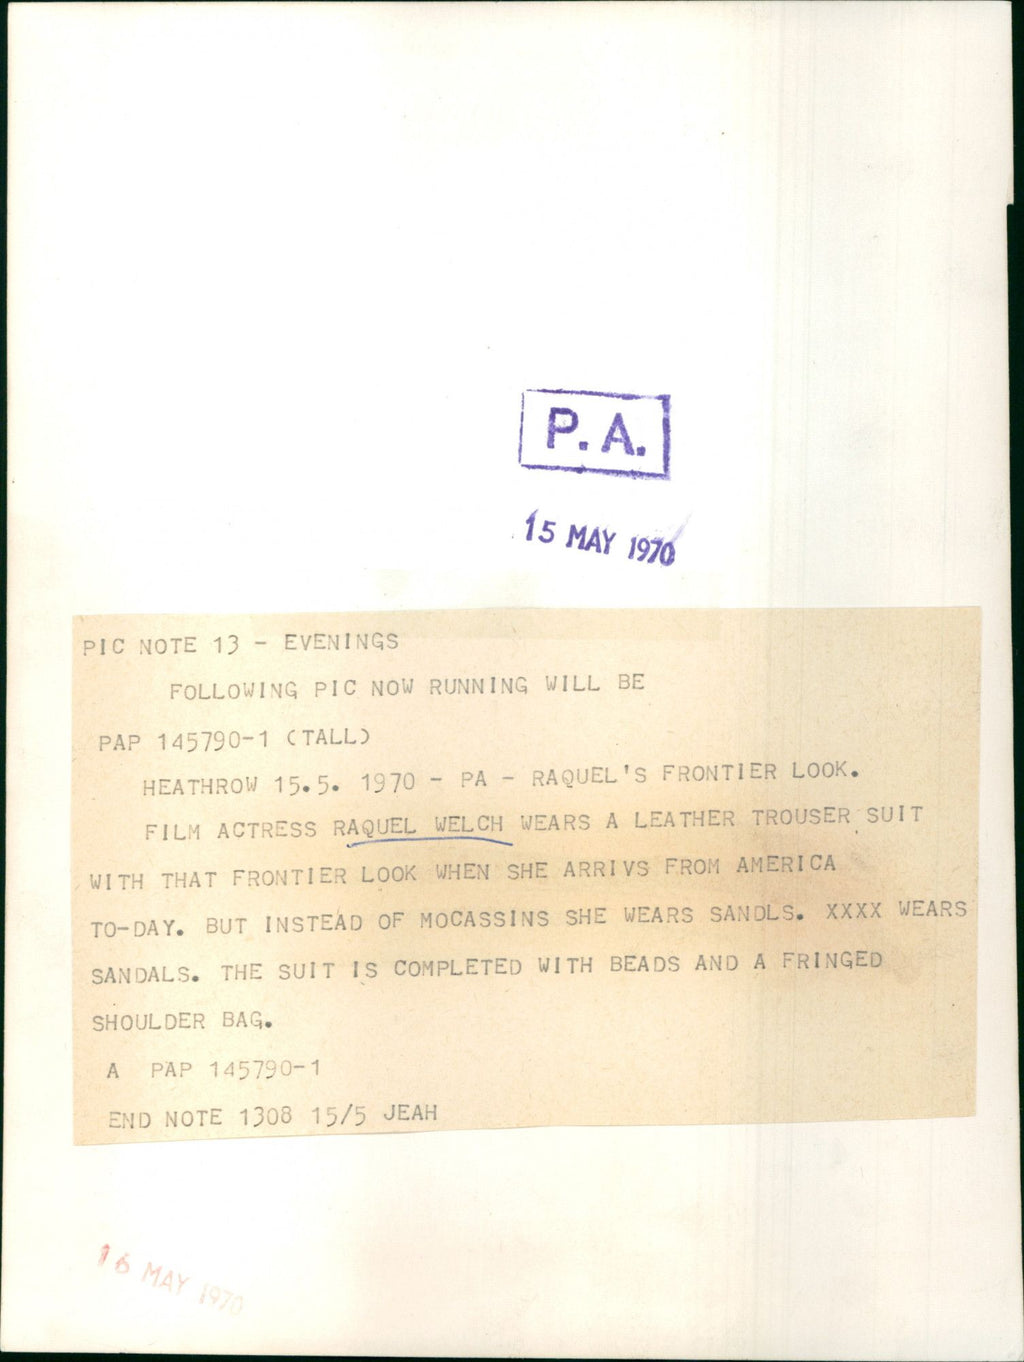 P.A.
15 MAY 1970
PIC NOTE 13 - EVENINGS
FOLLOWING PIC NOW RUNNING WILL BE
PAP 145790-1 (TALL)
HEATHROW 15.5. 1970 - PA - RAQUEL'S FRONTIER LOOK.
FILM ACTRESS RAQUEL WELCH WEARS A LEATHER TROUSER SUIT
WITH THAT FRONTIER LOOK WHEN SHE ARRIVS FROM AMERICA
TO-DAY. BUT INSTEAD OF MOCASSINS SHE WEARS SANDLS. XXXX WEARS
SANDALS. THE SUIT IS COMPLETED WITH BEADS AND A FRINGED
SHOULDER BAG.
A PAP 145790-1
END NOTE 1308 15/5 JEAH
16 MAY 1970